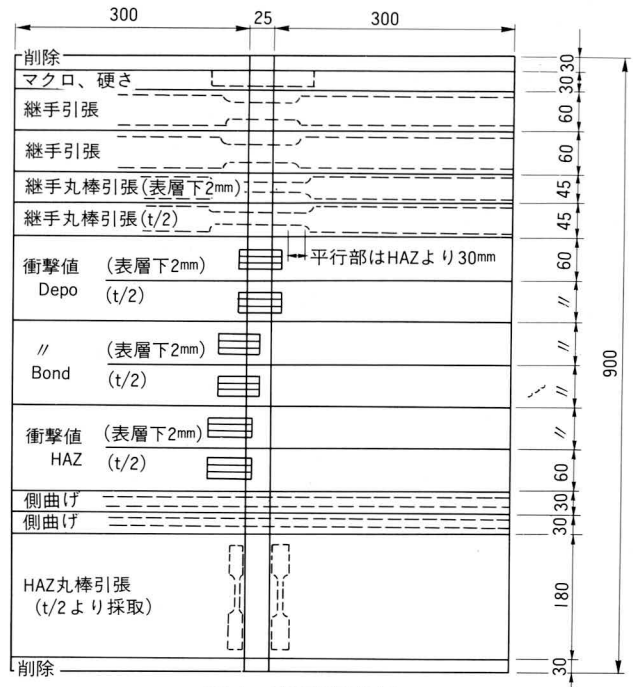 300 25 300
削除 30
マクロ、硬さ 30
継手引張 60
継手引張 60
継手丸棒引張(表層下2mm) 45
継手丸棒引張(t/2) 45
平行部はHAZより30mm
衝撃値 (表層下2mm) 60
Depo (t/2) 〃
〃 (表層下2mm) 〃
Bond (t/2) 〃
900
衝撃値 (表層下2mm) 〃
HAZ (t/2) 60
側曲げ 30
側曲げ 30
HAZ丸棒引張 180
(t/2より採取)
削除 30